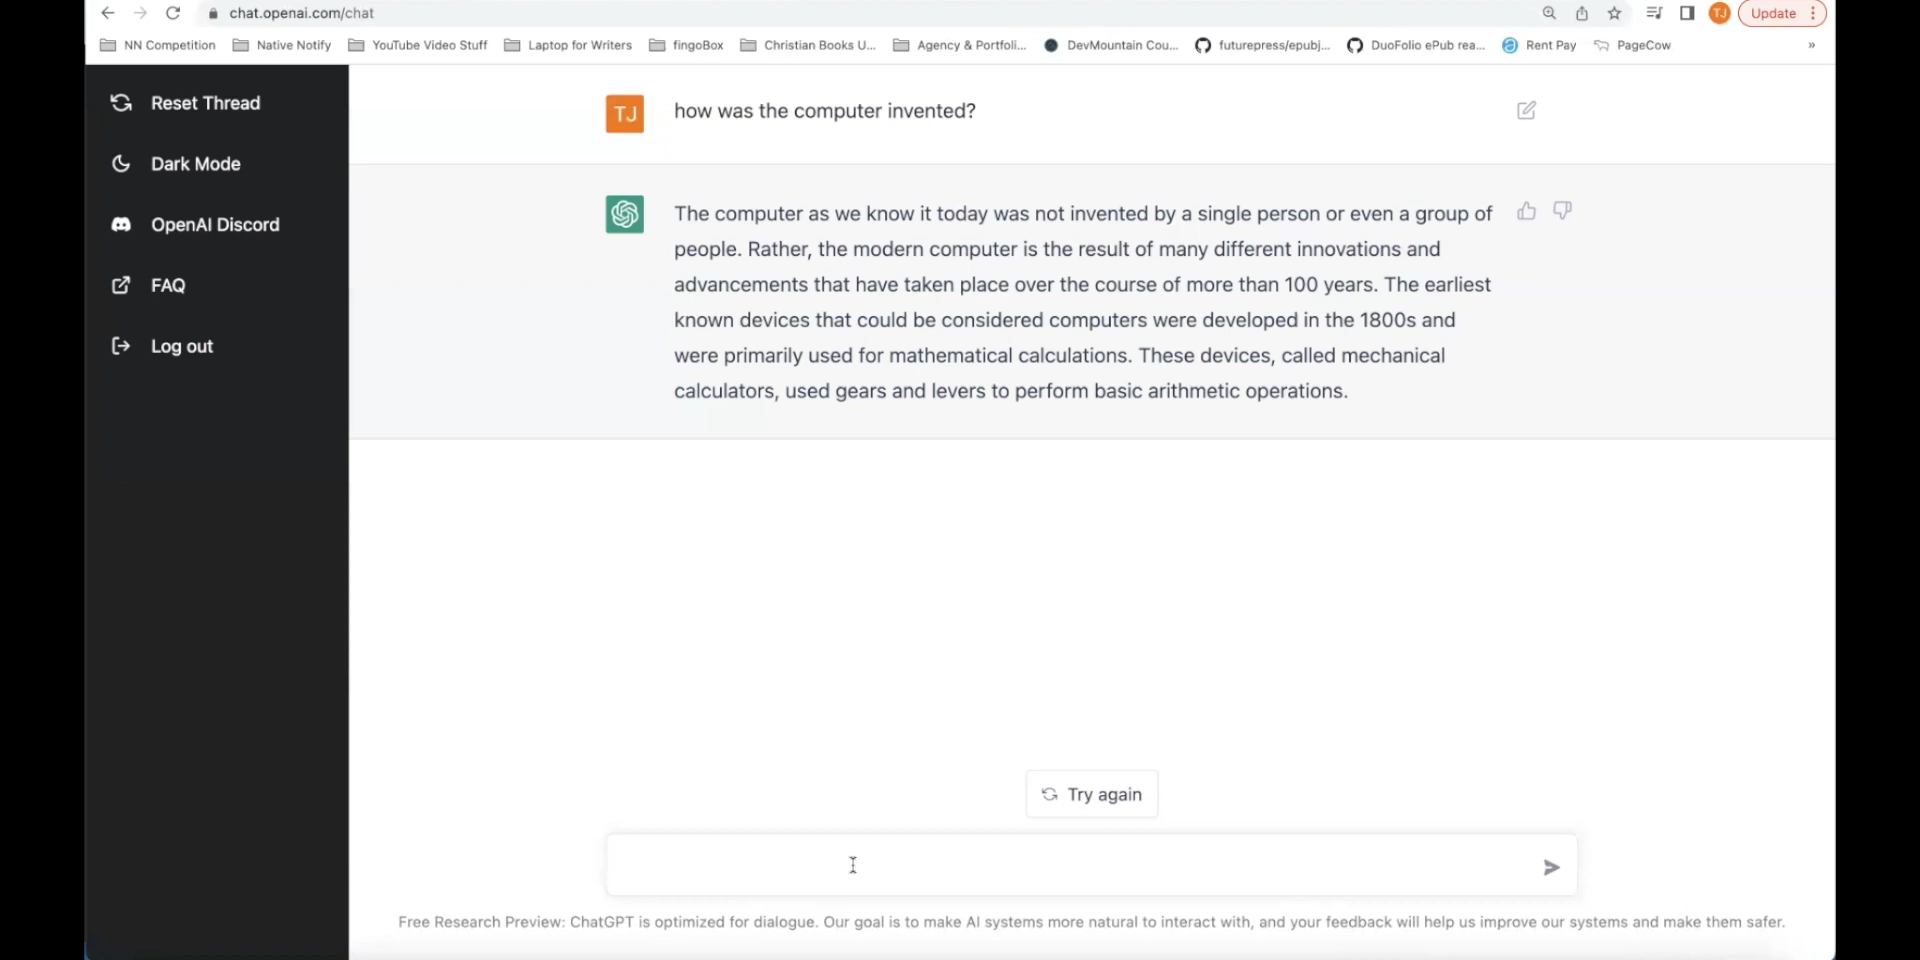 chat.openai.com/chat
TJ
Update
NN Competition
Native Notify
YouTube Video Stuff
Laptop for Writers
fingoBox
Christian Books U...
Agency & Portfoli...
DevMountain Cou...
futurepress/epubj...
DuoFolio ePub rea...
Rent Pay
PageCow
»
Reset Thread
Dark Mode
OpenAI Discord
FAQ
Log out
TJ
how was the computer invented?
The computer as we know it today was not invented by a single person or even a group of
people. Rather, the modern computer is the result of many different innovations and
advancements that have taken place over the course of more than 100 years. The earliest
known devices that could be considered computers were developed in the 1800s and
were primarily used for mathematical calculations. These devices, called mechanical
calculators, used gears and levers to perform basic arithmetic operations.
Try again
Free Research Preview: ChatGPT is optimized for dialogue. Our goal is to make AI systems more natural to interact with, and your feedback will help us improve our systems and make them safer.